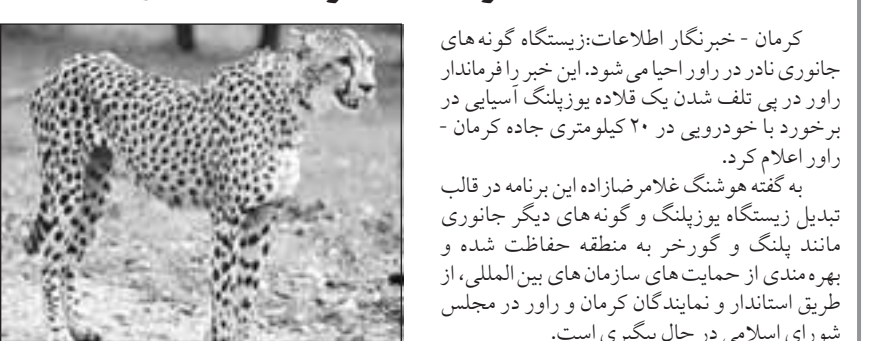 کرمان - خبرنگار اطلاعات:زیستگاه گونه های
جانوری نادر در راور احیا می شود. این خبر را فرماندار
راور در پی تلف شدن یک قلاده یوزپلنگ آسیایی در
برخورد با خودرویی در ۲۰ کیلومتری جاده کرمان -
راور اعلام کرد.
به گفته هوشنگ غلامرضازاده این برنامه در قالب
تبدیل زیستگاه یوزپلنگ و گونه های دیگر جانوری
مانند پلنگ و گورخر به منطقه حفاظت شده و
بهره مندی از حمایت های سازمان های بین المللی، از
طریق استاندار و نمایندگان کرمان و راور در مجلس
شورای اسلامی در حال پیگیری است.